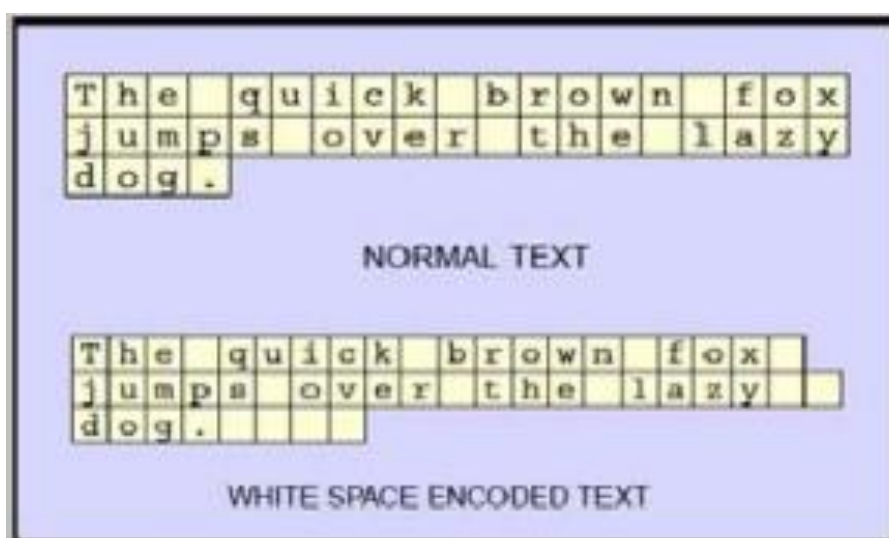 The quick brown fox
jumps over the lazy
dog.
NORMAL TEXT
The quick brown fox
jumps over the lazy
dog.
WHITE SPACE ENCODED TEXT